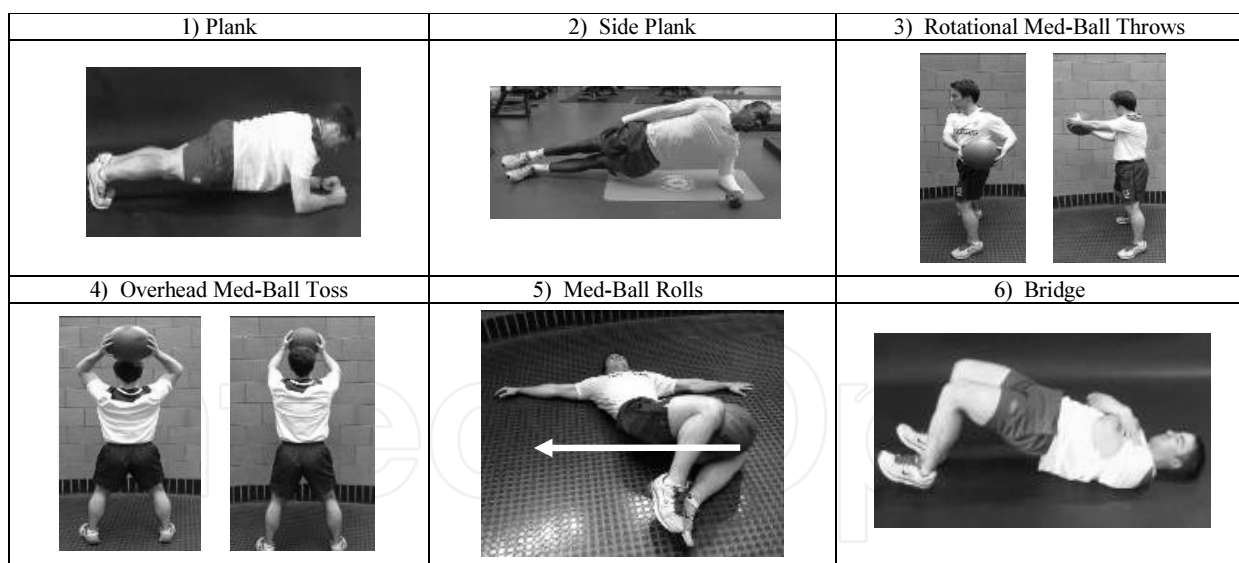 1) Plank
2) Side Plank
3) Rotational Med-Ball Throws
4) Overhead Med-Ball Toss
5) Med-Ball Rolls
6) Bridge